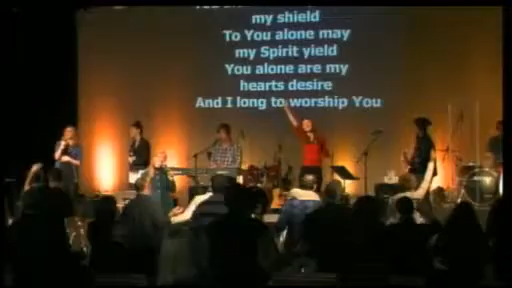 my shield
To You alone may
my Spirit yield
You alone are my
hearts desire
And I long to worship You